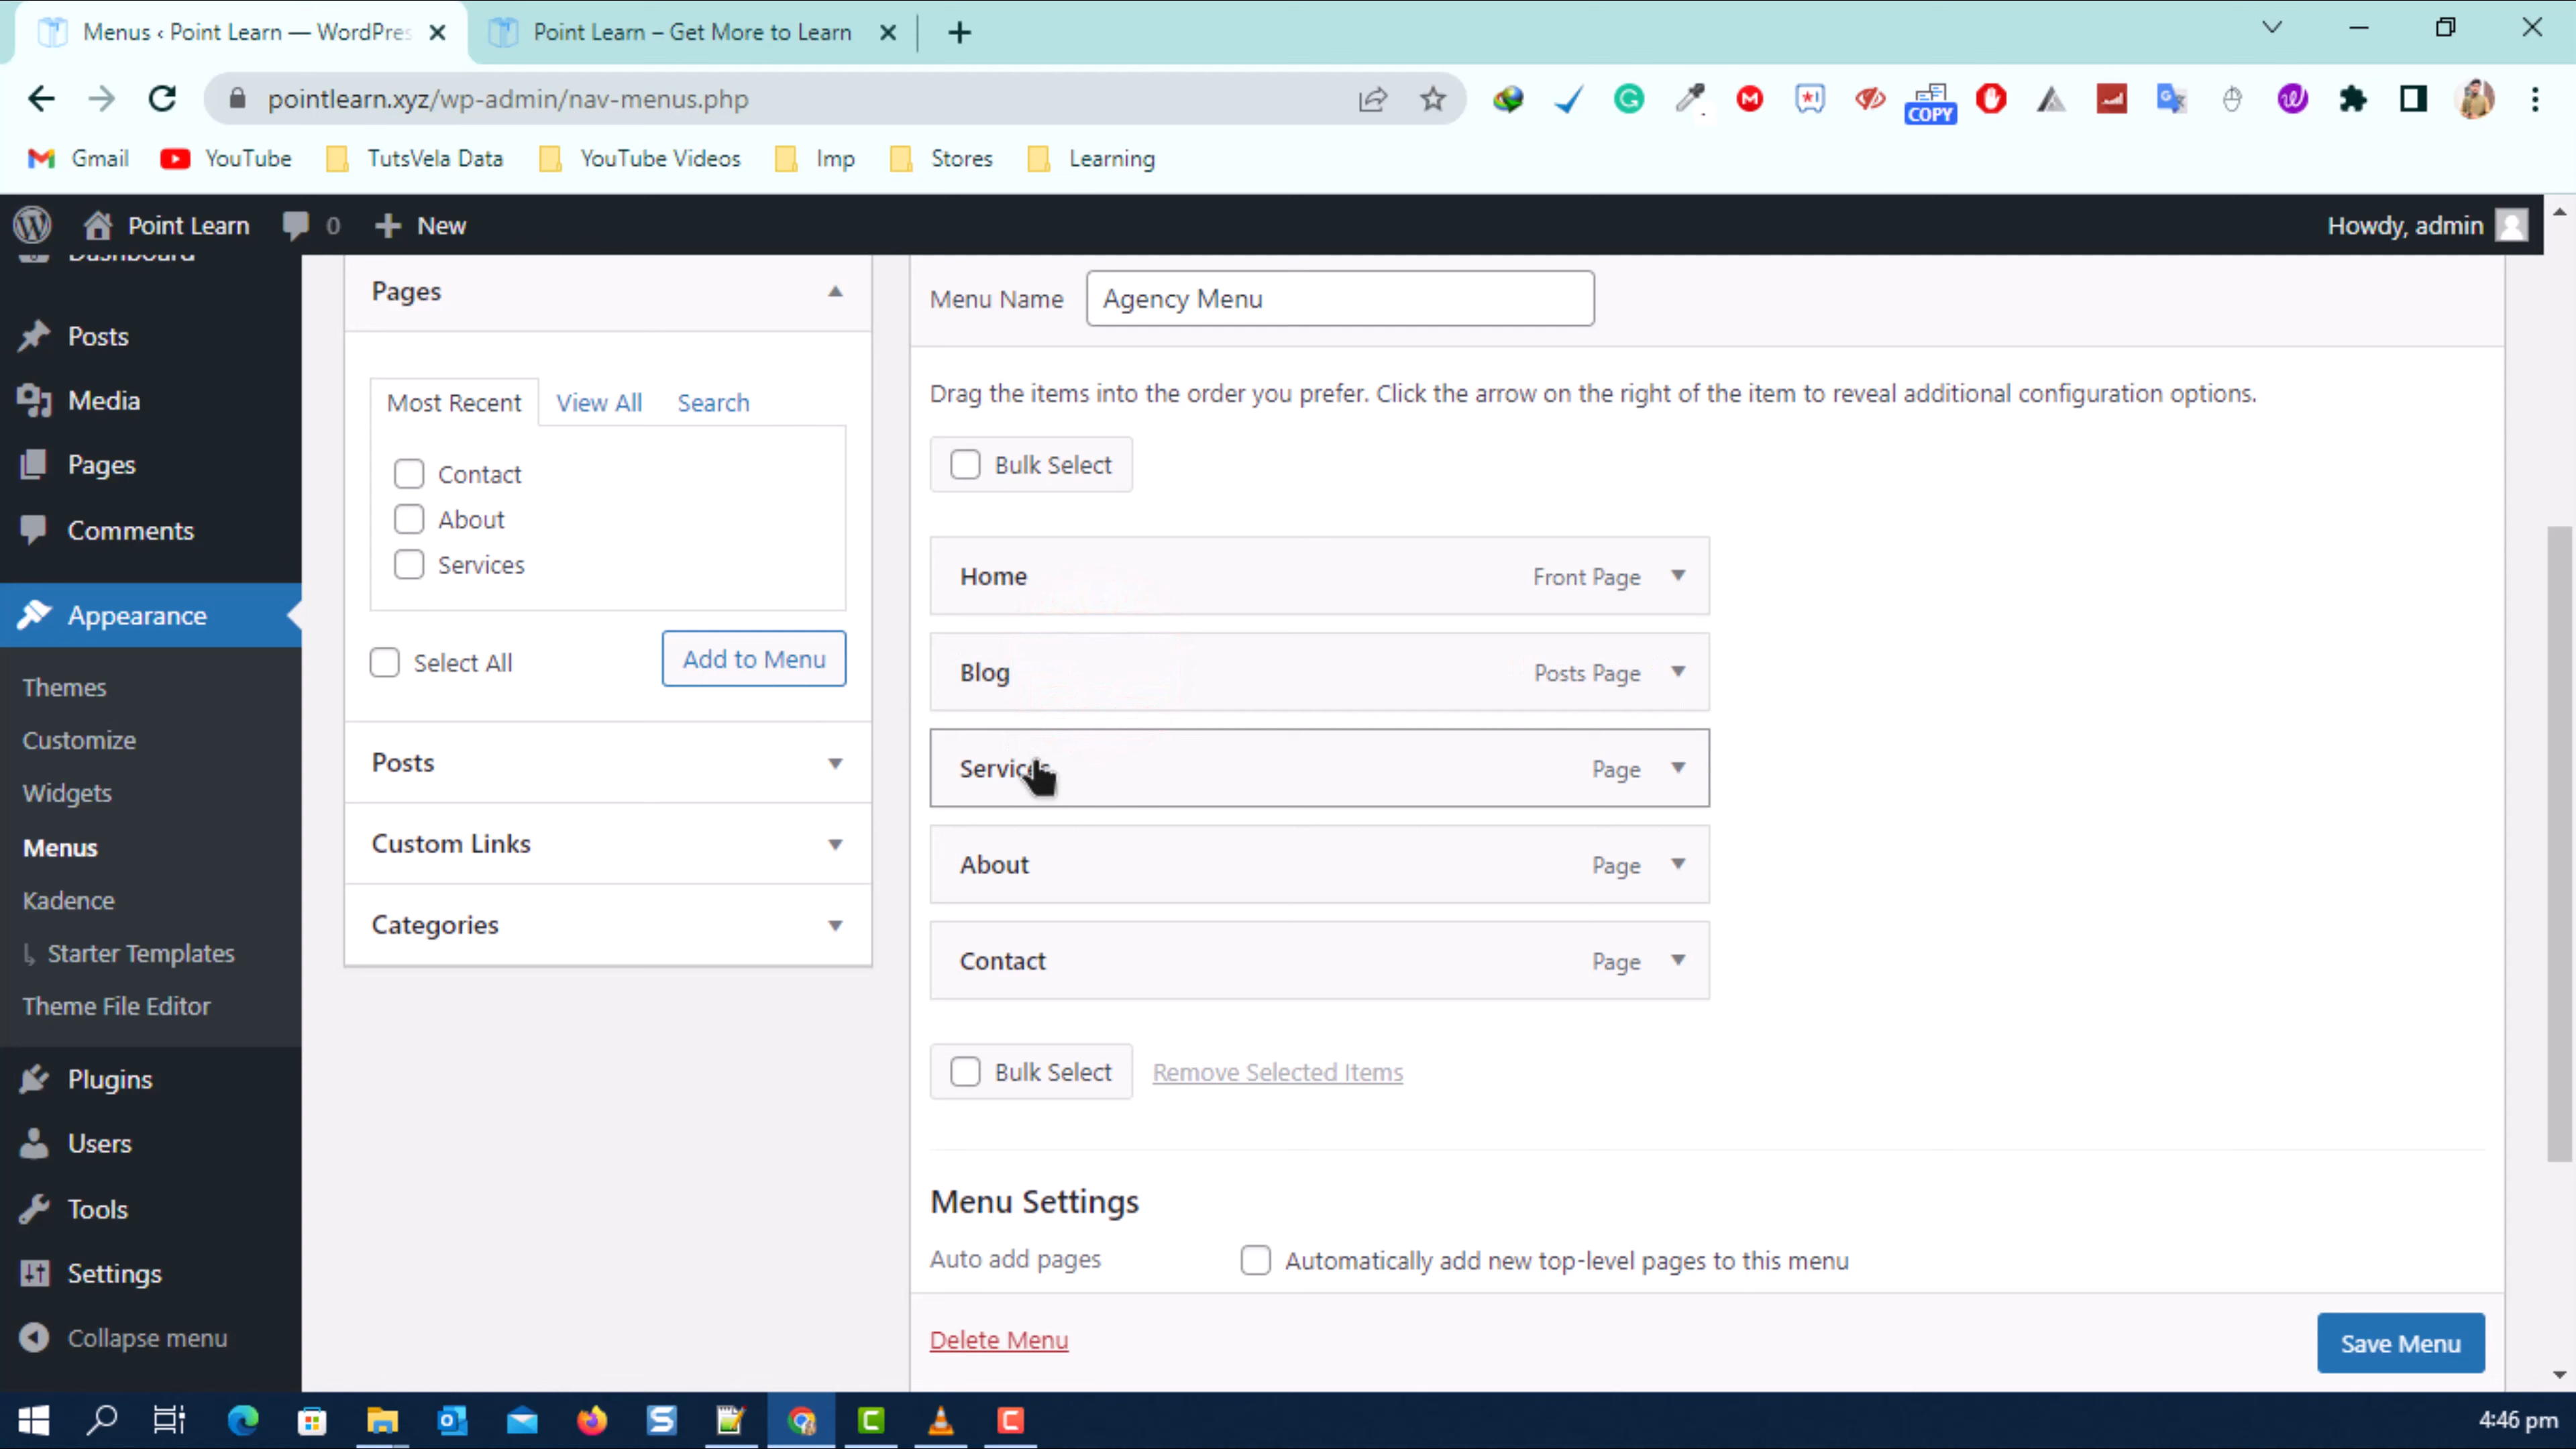 Menus ‹ Point Learn — WordPres
Point Learn – Get More to Learn
pointlearn.xyz/wp-admin/nav-menus.php
COPY
Gmail
YouTube
TutsVela Data
YouTube Videos
Imp
Stores
Learning
Point Learn
0
New
Howdy, admin
Dashboard
Posts
Media
Pages
Comments
Appearance
Themes
Customize
Widgets
Menus
Kadence
Starter Templates
Theme File Editor
Plugins
Users
Tools
Settings
Collapse menu
Pages
Most Recent
View All
Search
Contact
About
Services
Select All
Add to Menu
Posts
Custom Links
Categories
Menu Name
Agency Menu
Drag the items into the order you prefer. Click the arrow on the right of the item to reveal additional configuration options.
Bulk Select
Home
Front Page
Blog
Posts Page
Services
Page
About
Page
Contact
Page
Bulk Select
Remove Selected Items
Menu Settings
Auto add pages
Automatically add new top-level pages to this menu
Delete Menu
Save Menu
4:46 pm